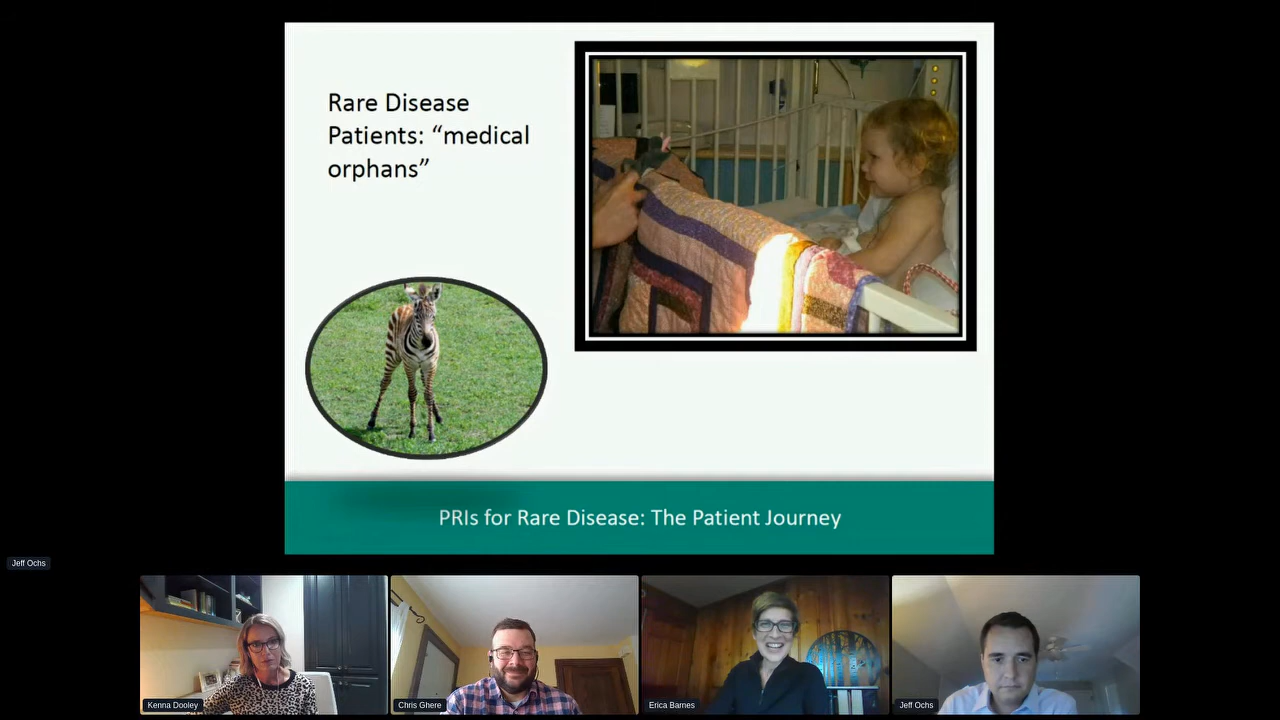 Rare Disease
Patients: “medical
orphans”
PRIs for Rare Disease: The Patient Journey
Jeff Ochs
Kenna Dooley
Chris Ghere
Erica Barnes
Jeff Ochs